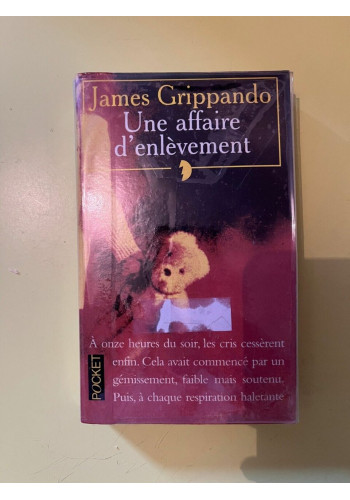 James Grippando
Une affaire
d'enlèvement
À onze heures du soir, les cris cessèrent
enfin. Cela avait commencé par un
gémissement, faible mais soutenu.
Puis, à chaque respiration haletante
POCKET